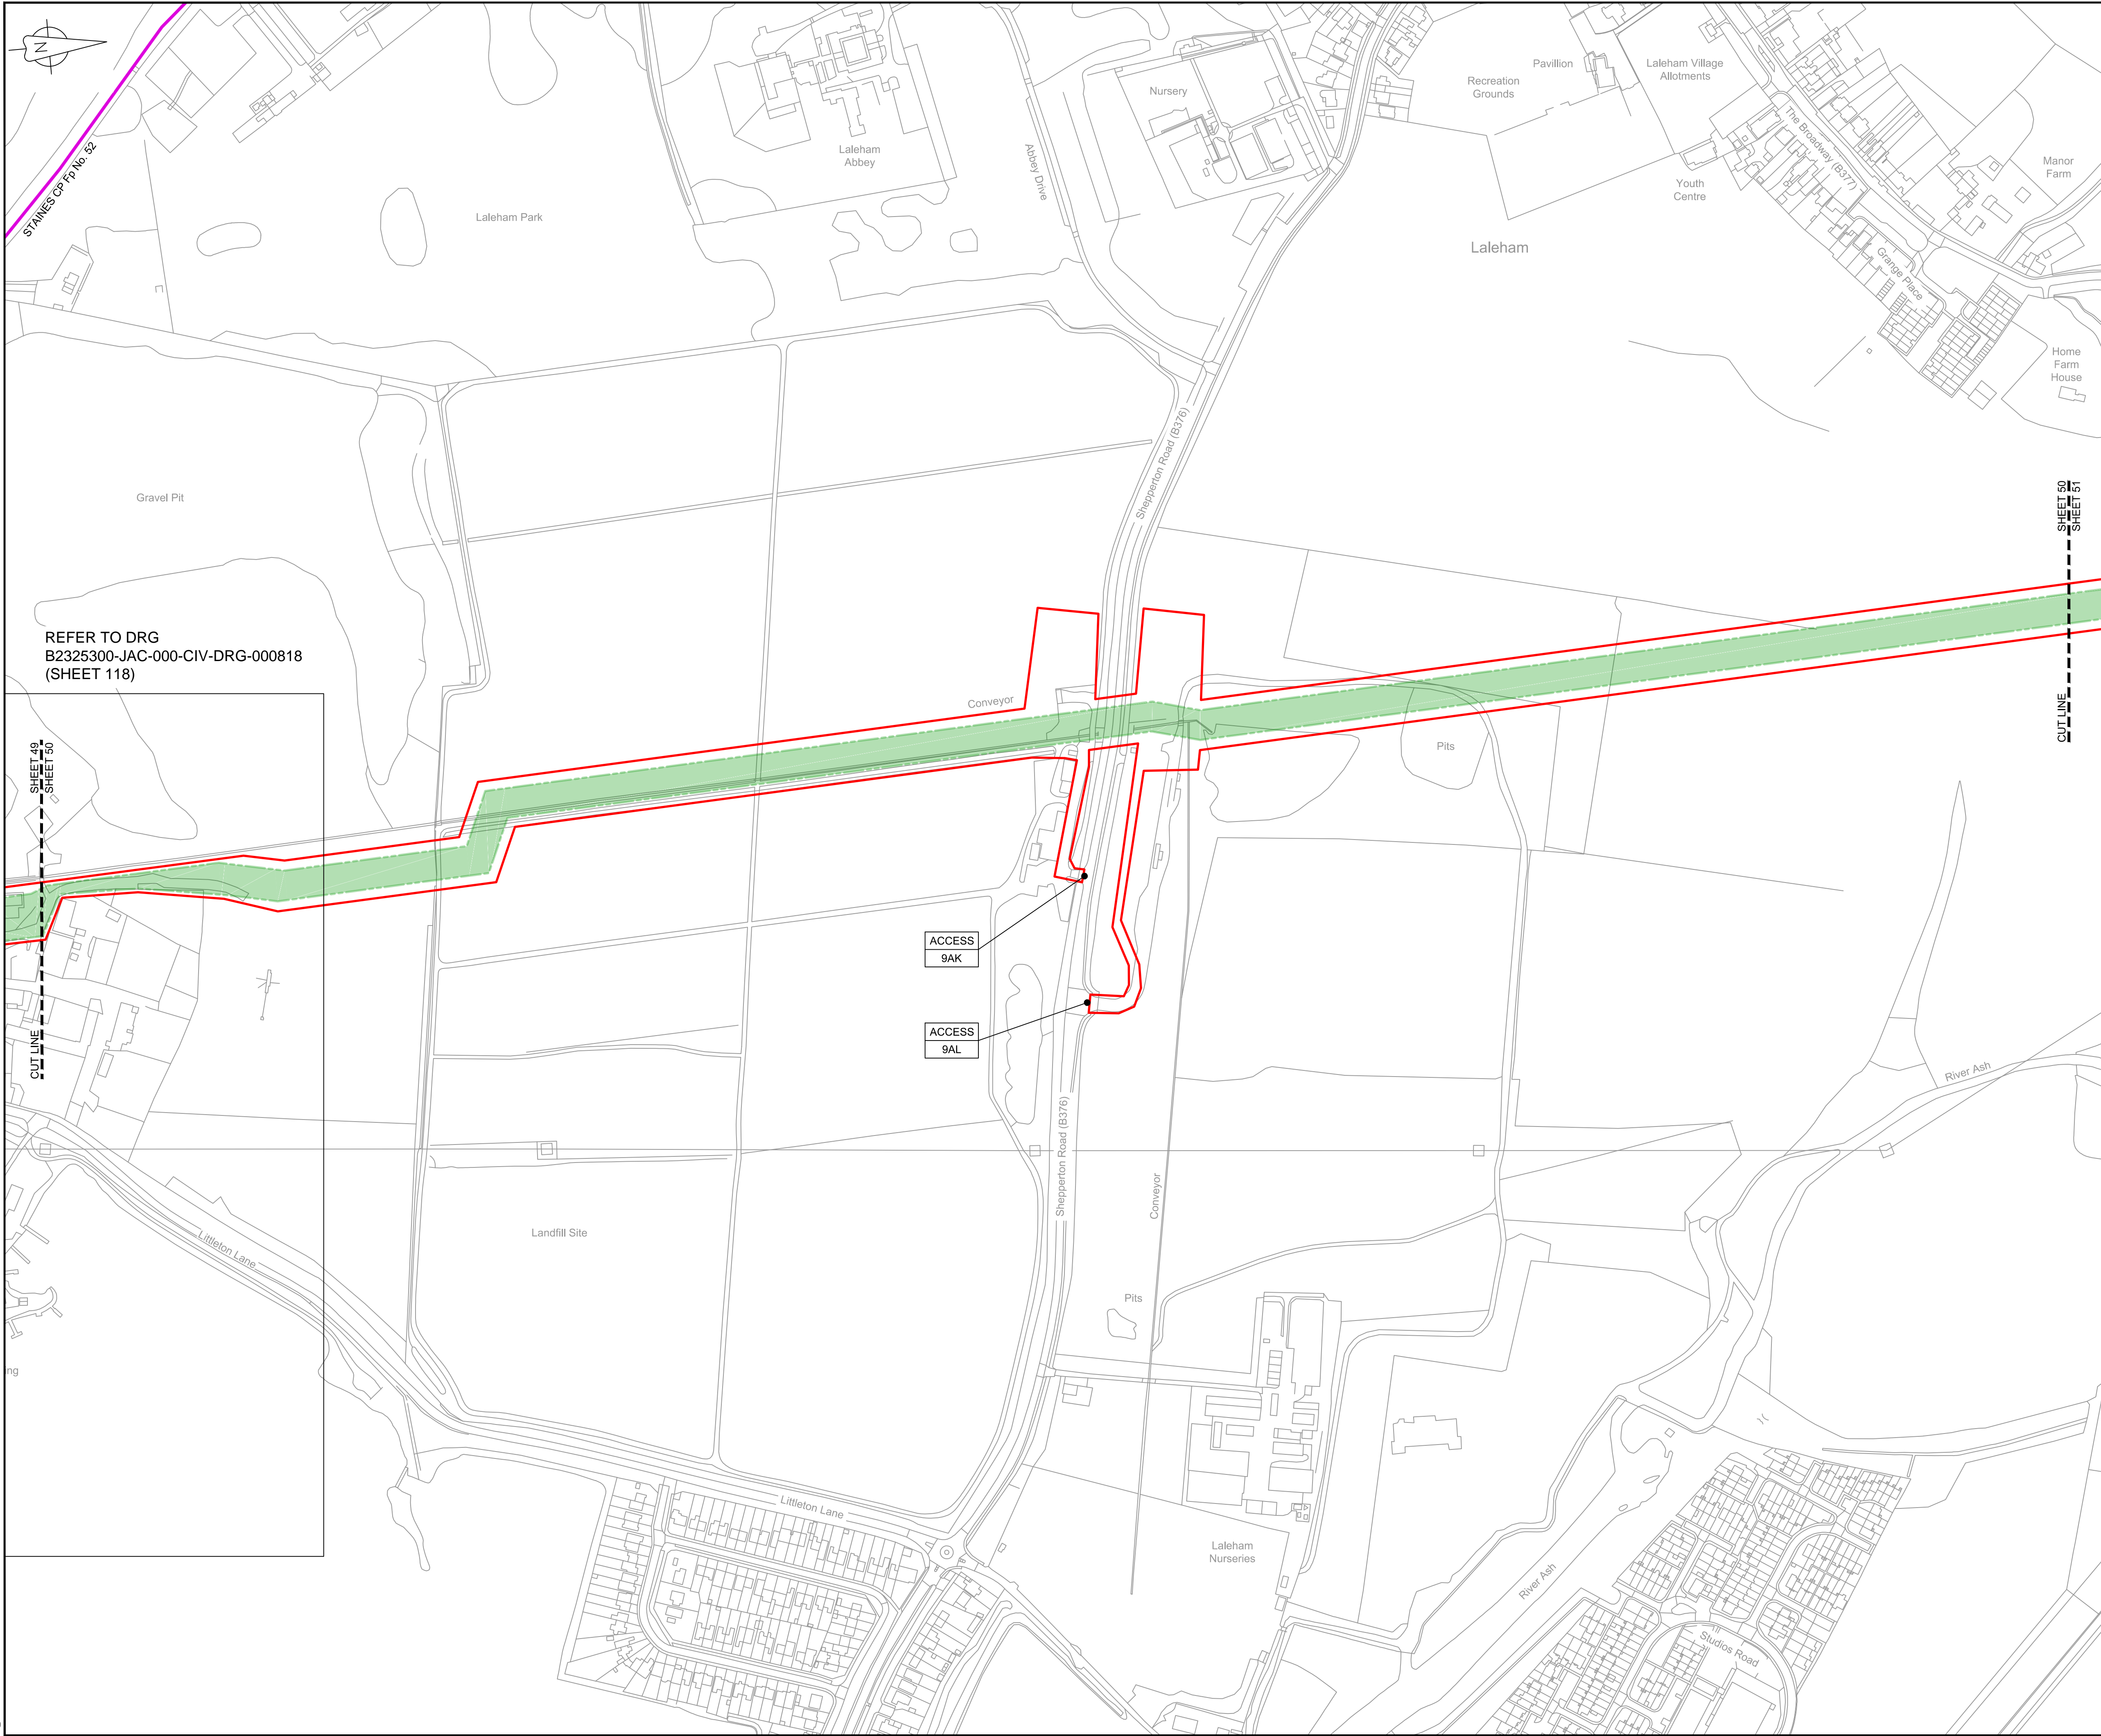 N
STAINES CP Fp No. 52
Laleham Park
Laleham
Abbey
Abbey Drive
Nursery
Recreation
Grounds
Pavillion
Laleham Village
Allotments
The Broadway (B377)
Manor
Farm
Youth
Centre
Laleham
Grange Place
Home
Farm
House
Shepperton Road (B376)
Gravel Pit
SHEET 50
SHEET 51
CUT LINE
REFER TO DRG
B2325300-JAC-000-CIV-DRG-000818
(SHEET 118)
Conveyor
Pits
SHEET 49
SHEET 50
CUT LINE
ACCESS
9AK
ACCESS
9AL
River Ash
Shepperton Road (B376)
Conveyor
Landfill Site
Littleton Lane
Pits
ing
Littleton Lane
Laleham
Nurseries
River Ash
Studios Road